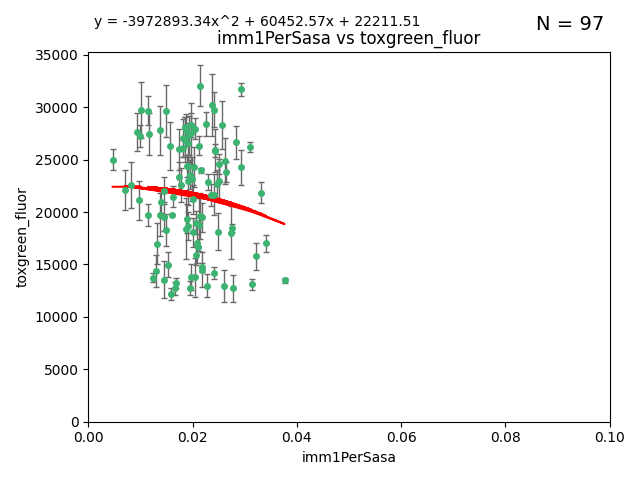 y = -3972893.34x^2 + 60452.57x + 22211.51
N = 97
imm1PerSasa vs toxgreen_fluor
35000
30000
25000
20000
15000
10000
5000
0
toxgreen_fluor
0.00 0.02 0.04 0.06 0.08 0.10
imm1PerSasa